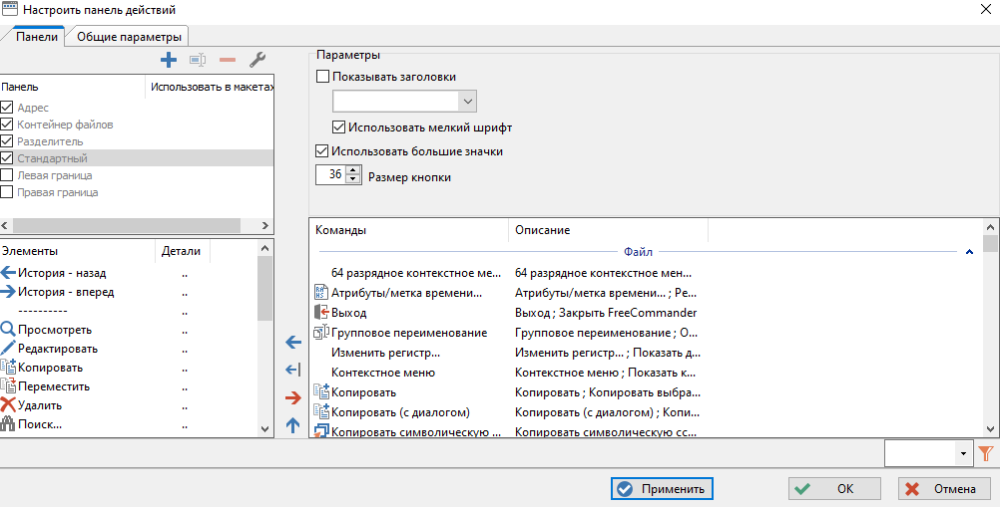 Настроить панель действий
Панели Общие параметры
Панель Использовать в макетах
Адрес
Контейнер файлов
Разделитель
Стандартный
Левая граница
Правая граница
Элементы Детали
История - назад ..
История - вперед ..
---------- ..
Просмотреть ..
Редактировать ..
Копировать ..
Переместить ..
Удалить ..
Поиск... ..
Параметры
Показывать заголовки
Использовать мелкий шрифт
Использовать большие значки
36 Размер кнопки
Команды Описание
Файл
64 разрядное контекстное ме... 64 разрядное контекстное мен...
Атрибуты/метка времени... Атрибуты/метка времени... ; Ре...
Выход Выход ; Закрыть FreeCommander
Групповое переименование Групповое переименование ; О...
Изменить регистр... Изменить регистр... ; Показать д...
Контекстное меню Контекстное меню ; Показать к...
Копировать Копировать ; Копировать выбра...
Копировать (с диалогом) Копировать (с диалогом) ; Копи...
Копировать символическую ... Копировать символическую сс...
Применить OK Отмена